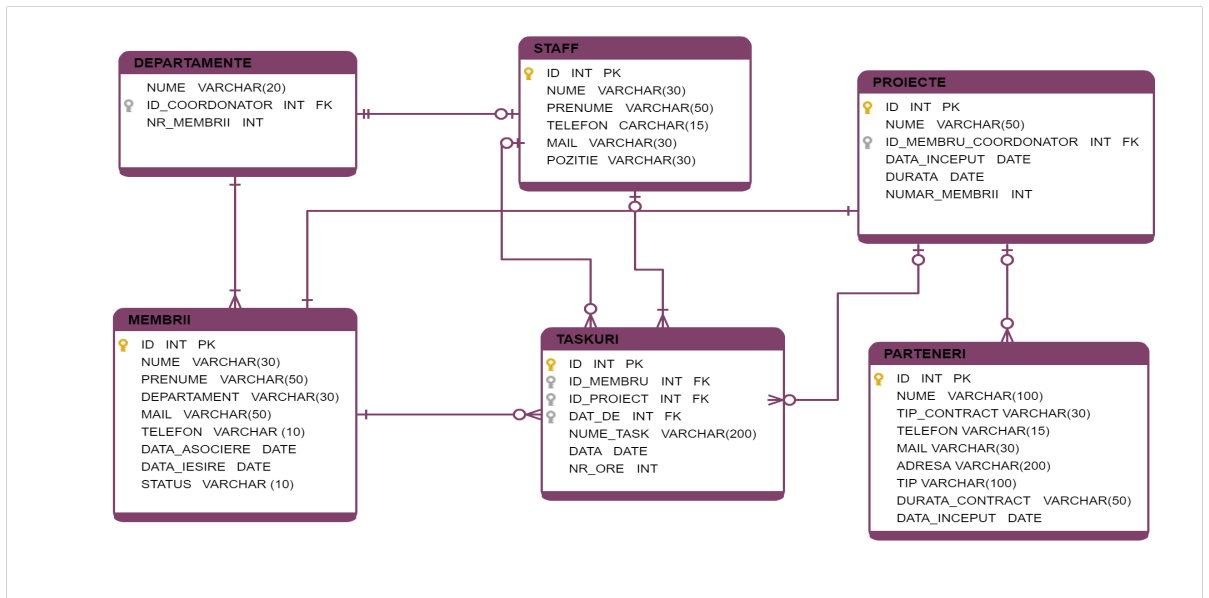 DEPARTAMENTE
NUME VARCHAR(20)
ID_COORDONATOR INT FK
NR_MEMBRII INT
STAFF
ID INT PK
NUME VARCHAR(30)
PRENUME VARCHAR(50)
TELEFON CARCHAR(15)
MAIL VARCHAR(30)
POZITIE VARCHAR(30)
PROIECTE
ID INT PK
NUME VARCHAR(50)
ID_MEMBRU_COORDONATOR INT FK
DATA_INCEPUT DATE
DURATA DATE
NUMAR_MEMBRII INT
MEMBRII
ID INT PK
NUME VARCHAR(30)
PRENUME VARCHAR(50)
DEPARTAMENT VARCHAR(30)
MAIL VARCHAR(50)
TELEFON VARCHAR (10)
DATA_ASOCIERE DATE
DATA_IESIRE DATE
STATUS VARCHAR (10)
TASKURI
ID INT PK
ID_MEMBRU INT FK
ID_PROIECT INT FK
DAT_DE INT FK
NUME_TASK VARCHAR(200)
DATA DATE
NR_ORE INT
PARTENERI
ID INT PK
NUME VARCHAR(100)
TIP_CONTRACT VARCHAR(30)
TELEFON VARCHAR(15)
MAIL VARCHAR(30)
ADRESA VARCHAR(200)
TIP VARCHAR(100)
DURATA_CONTRACT VARCHAR(50)
DATA_INCEPUT DATE